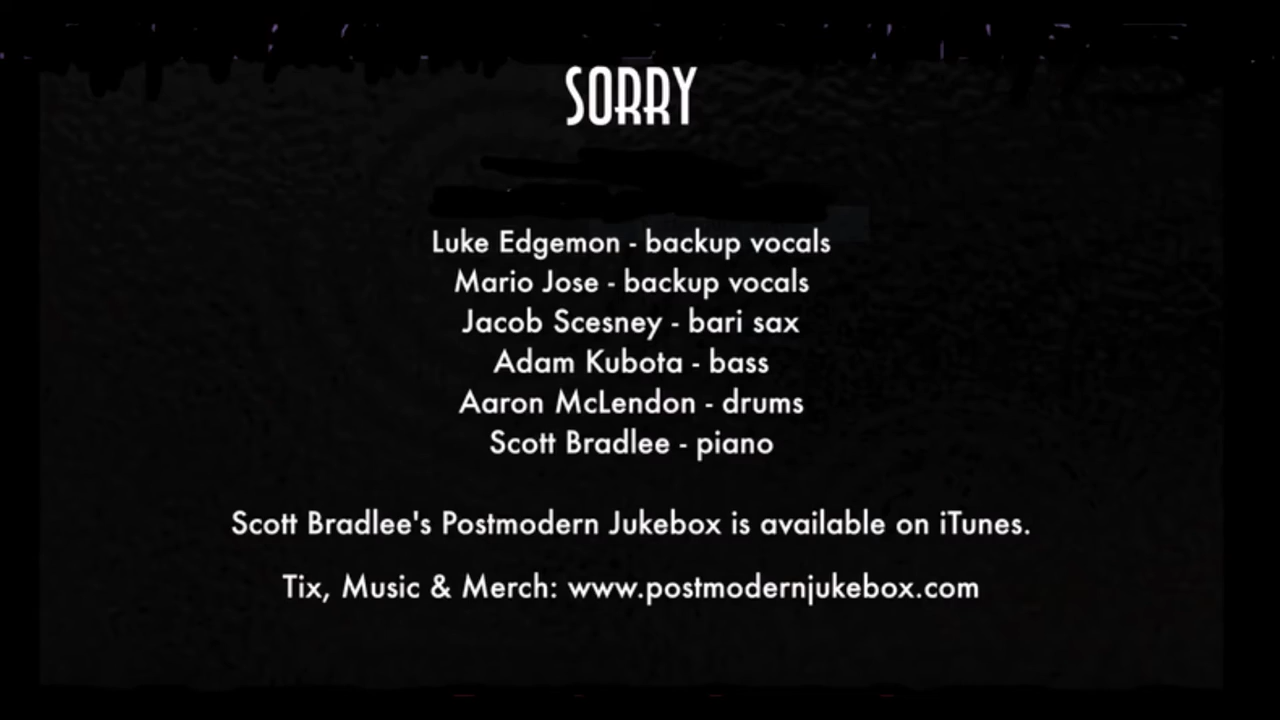 SORRY
Luke Edgemon - backup vocals
Mario Jose - backup vocals
Jacob Scesney - bari sax
Adam Kubota - bass
Aaron McLendon - drums
Scott Bradlee - piano
Scott Bradlee's Postmodern Jukebox is available on iTunes.
Tix, Music & Merch: www.postmodernjukebox.com